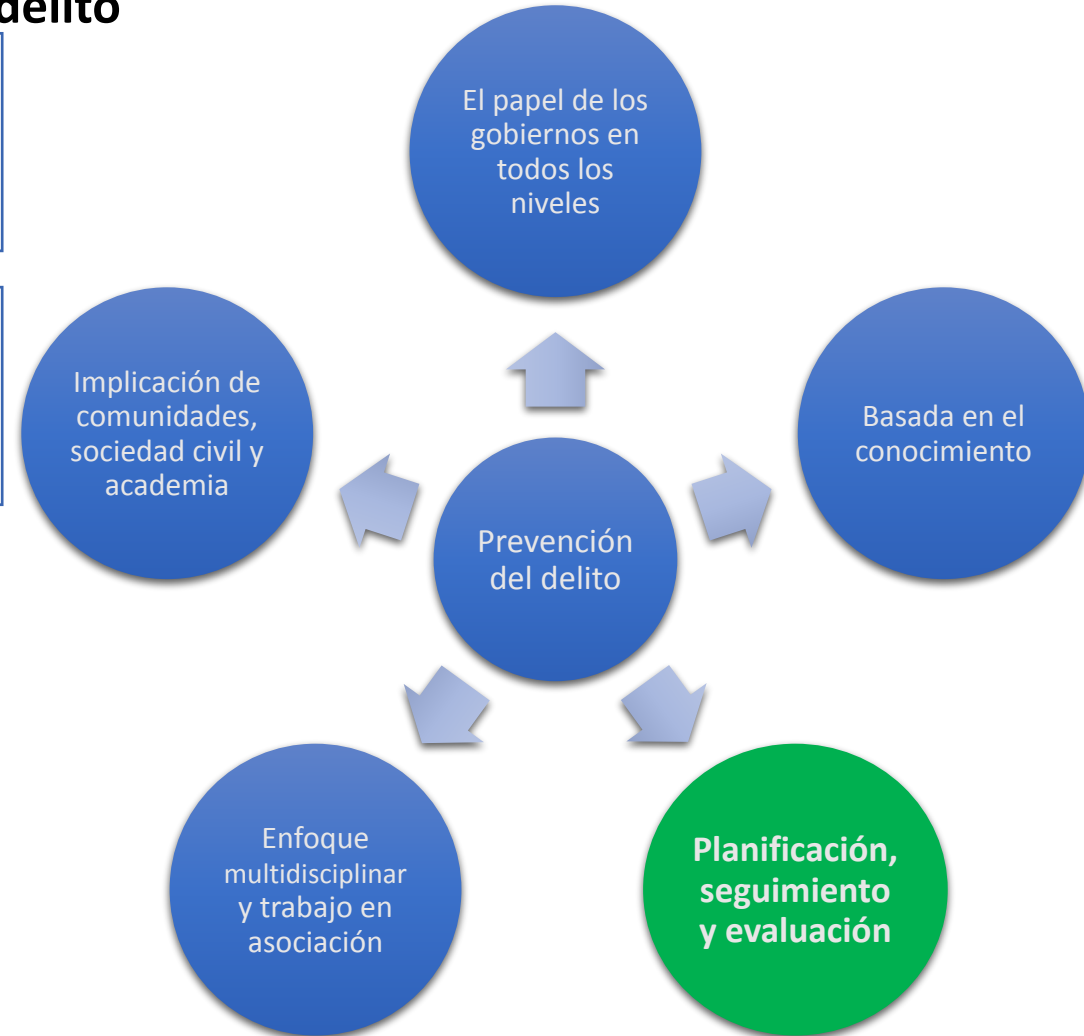 delito
El papel de los
gobiernos en
todos los
niveles
Implicación de
comunidades,
sociedad civil y
academia
Basada en el
conocimiento
Prevención
del delito
Enfoque
multidisciplinar
y trabajo en
asociación
Planificación,
seguimiento
y evaluación